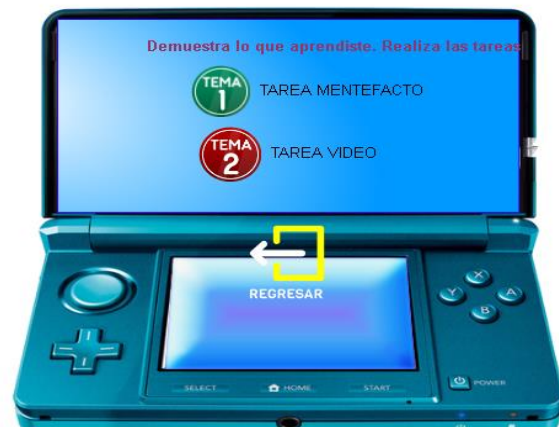 Demuestra lo que aprendiste. Realiza las tareas
TEMA
1
TAREA MENTEFACTO
TEMA
2
TAREA VIDEO
REGRESAR
X
Y
A
B
SELECT
HOME
START
POWER